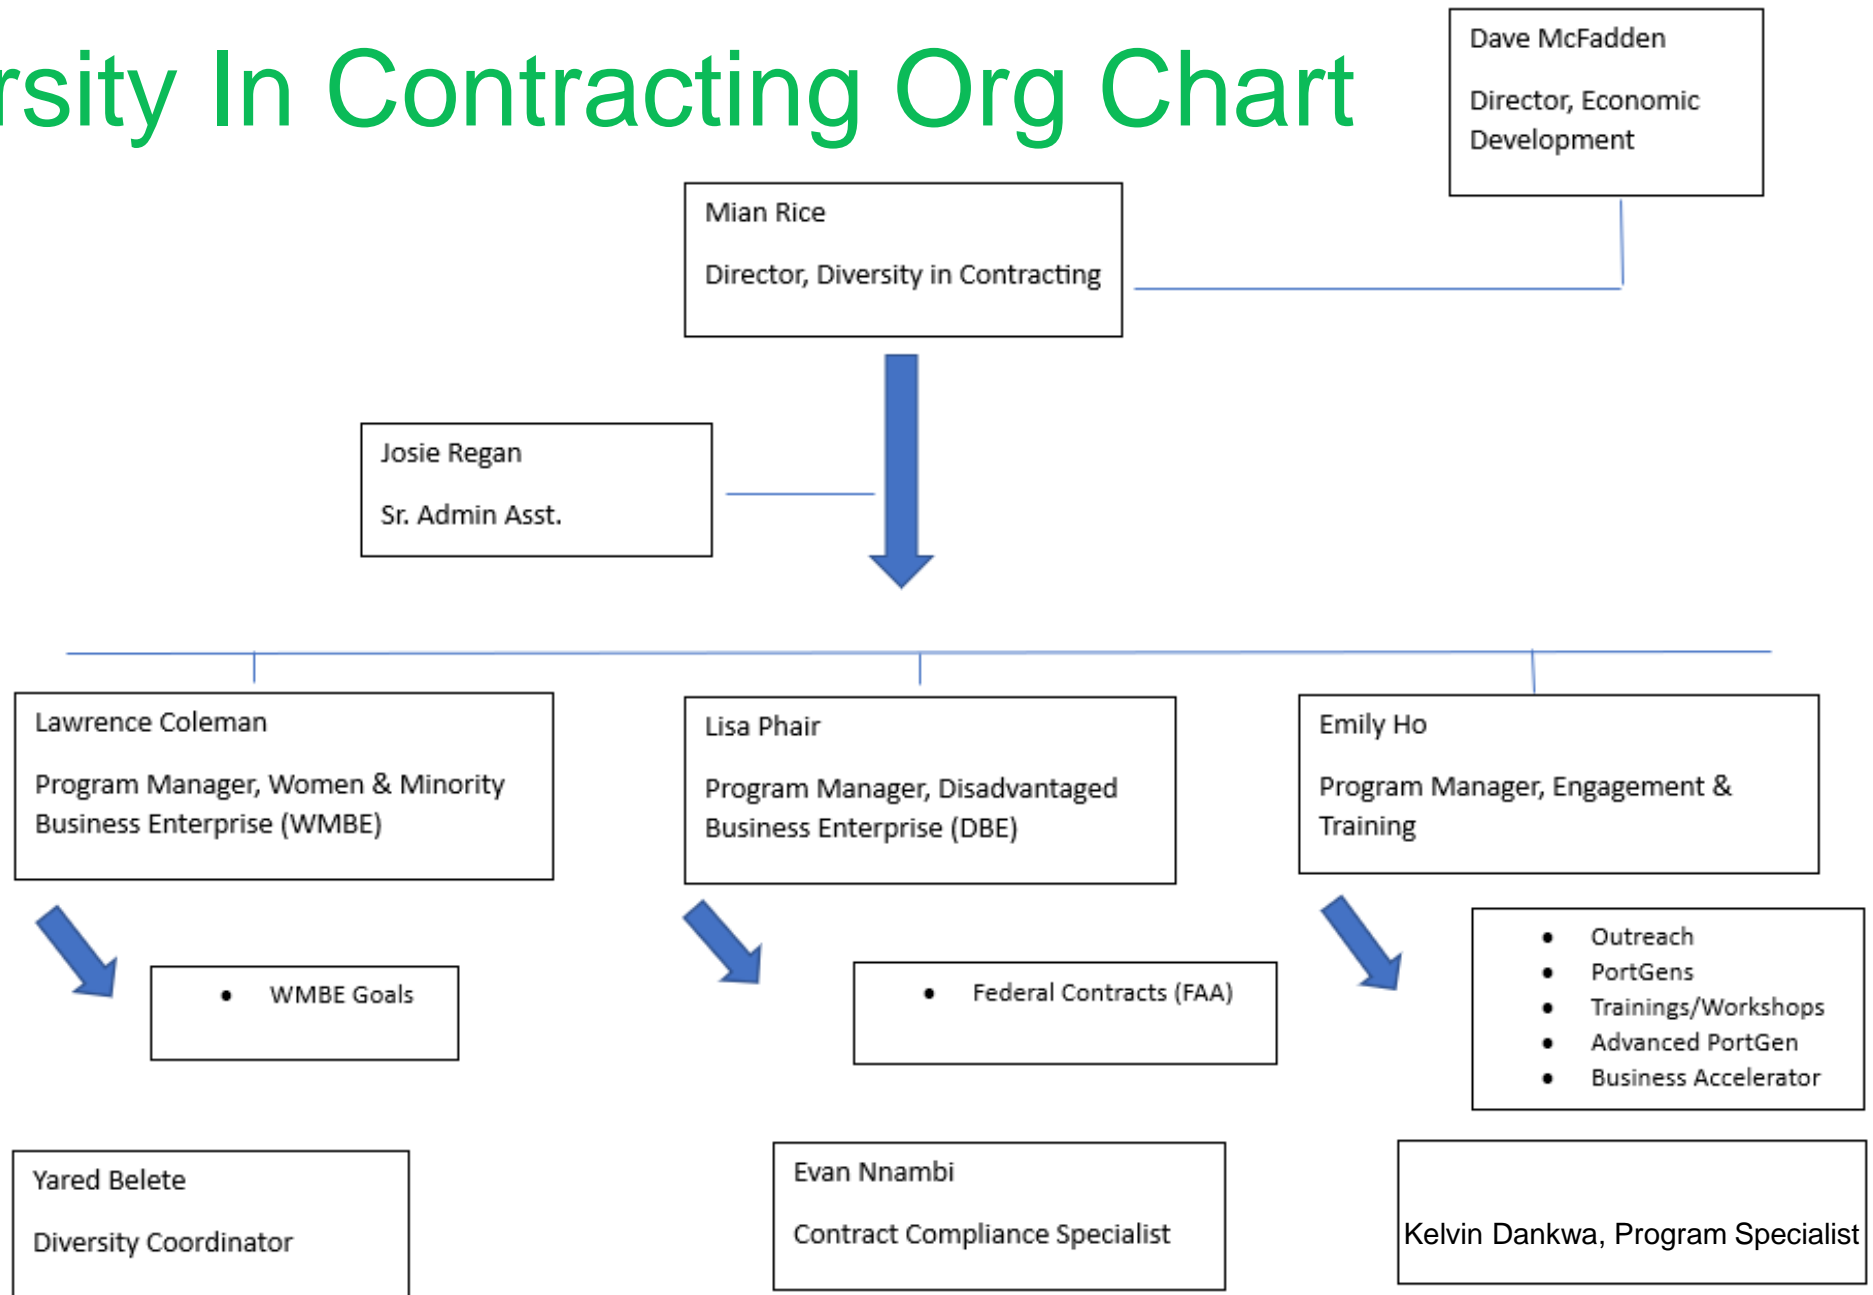 rsity In Contracting Org Chart
Dave McFadden
Director, Economic
Development
Mian Rice
Director, Diversity in Contracting
Josie Regan
Sr. Admin Asst.
Lawrence Coleman
Program Manager, Women & Minority
Business Enterprise (WMBE)
Lisa Phair
Program Manager, Disadvantaged
Business Enterprise (DBE)
Emily Ho
Program Manager, Engagement &
Training
• WMBE Goals
• Federal Contracts (FAA)
• Outreach
• PortGens
• Trainings/Workshops
• Advanced PortGen
• Business Accelerator
Yared Belete
Diversity Coordinator
Evan Nnambi
Contract Compliance Specialist
Kelvin Dankwa, Program Specialist